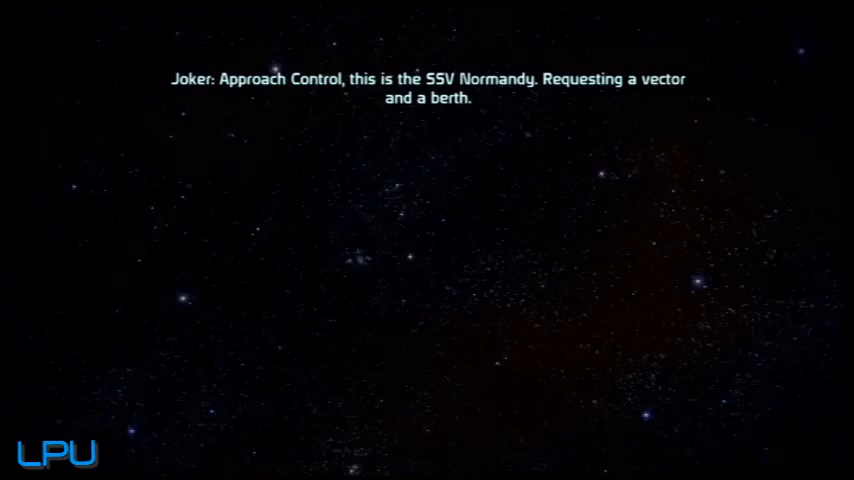 Joker: Approach Control, this is the SSV Normandy. Requesting a vector
and a berth.
LPU